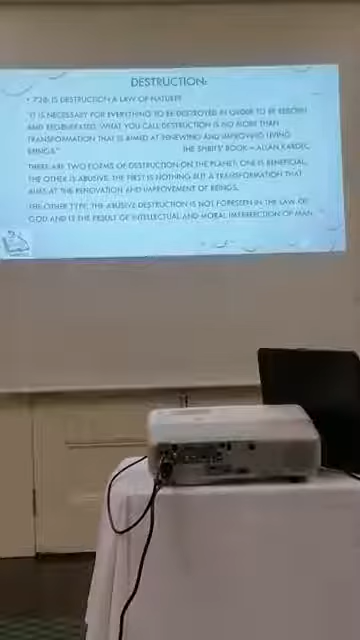 DESTRUCTION:
• 728. IS DESTRUCTION A LAW OF NATURE?
"IT IS NECESSARY FOR EVERYTHING TO BE DESTROYED IN ORDER TO BE REBORN
AND REGENERATED. WHAT YOU CALL DESTRUCTION IS NO MORE THAN
TRANSFORMATION THAT IS AIMED AT RENEWING AND IMPROVING LIVING
BEINGS." THE SPIRITS' BOOK – ALLAN KARDEC
THERE ARE TWO FORMS OF DESTRUCTION ON THE PLANET: ONE IS BENEFICIAL,
THE OTHER IS ABUSIVE. THE FIRST IS NOTHING BUT A TRANSFORMATION THAT
AIMS AT THE RENOVATION AND IMPROVEMENT OF BEINGS.
THE OTHER TYPE, THE ABUSIVE DESTRUCTION IS NOT FORESEEN IN THE LAW OF
GOD AND IS THE RESULT OF INTELLECTUAL AND MORAL IMPERFECTION OF MAN.